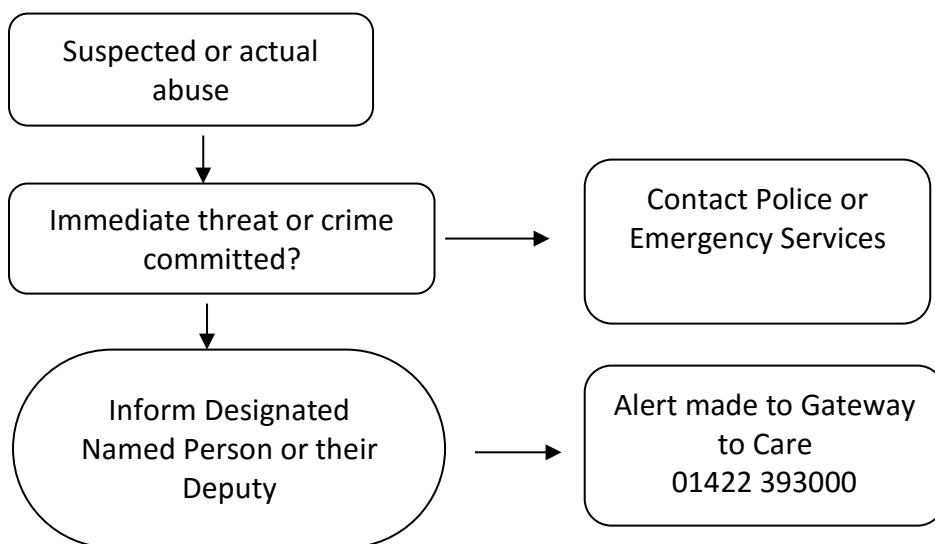 Suspected or actual
abuse
Immediate threat or crime
committed?
Contact Police or
Emergency Services
Inform Designated
Named Person or their
Deputy
Alert made to Gateway
to Care
01422 393000